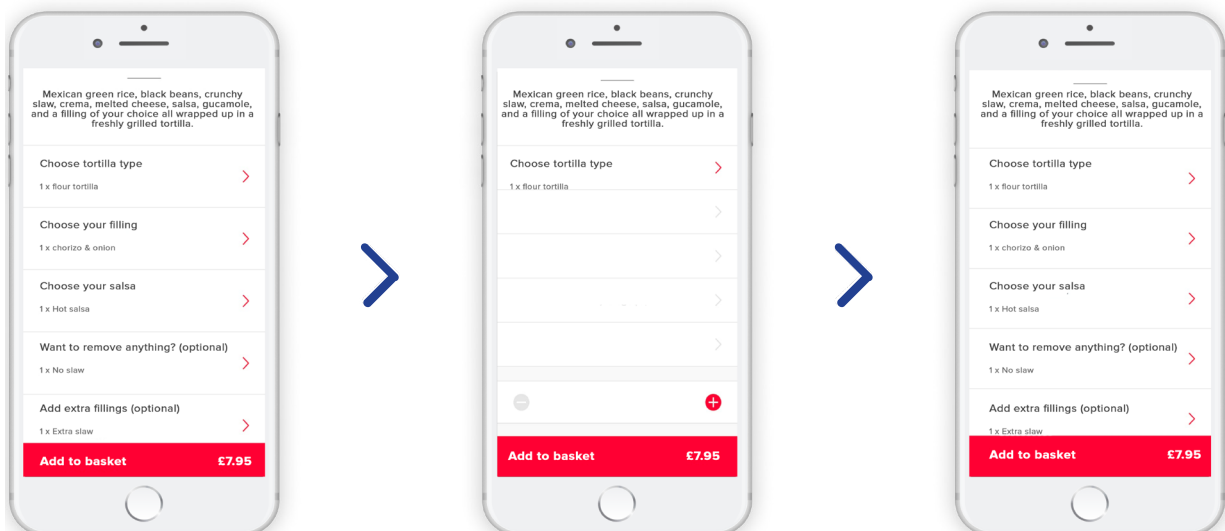 Mexican green rice, black beans, crunchy
slaw, crema, melted cheese, salsa, gucamole,
and a filling of your choice all wrapped up in a
freshly grilled tortilla.
Choose tortilla type
1 x flour tortilla
Choose your filling
1 x chorizo & onion
Choose your salsa
1 x Hot salsa
Want to remove anything? (optional)
1 x No slaw
Add extra fillings (optional)
1 x Extra slaw
Add to basket £7.95
Mexican green rice, black beans, crunchy
slaw, crema, melted cheese, salsa, gucamole,
and a filling of your choice all wrapped up in a
freshly grilled tortilla.
Choose tortilla type
1 x flour tortilla
Add to basket £7.95
Mexican green rice, black beans, crunchy
slaw, crema, melted cheese, salsa, gucamole,
and a filling of your choice all wrapped up in a
freshly grilled tortilla.
Choose tortilla type
1 x flour tortilla
Choose your filling
1 x chorizo & onion
Choose your salsa
1 x Hot salsa
Want to remove anything? (optional)
1 x No slaw
Add extra fillings (optional)
1 x Extra slaw
Add to basket £7.95